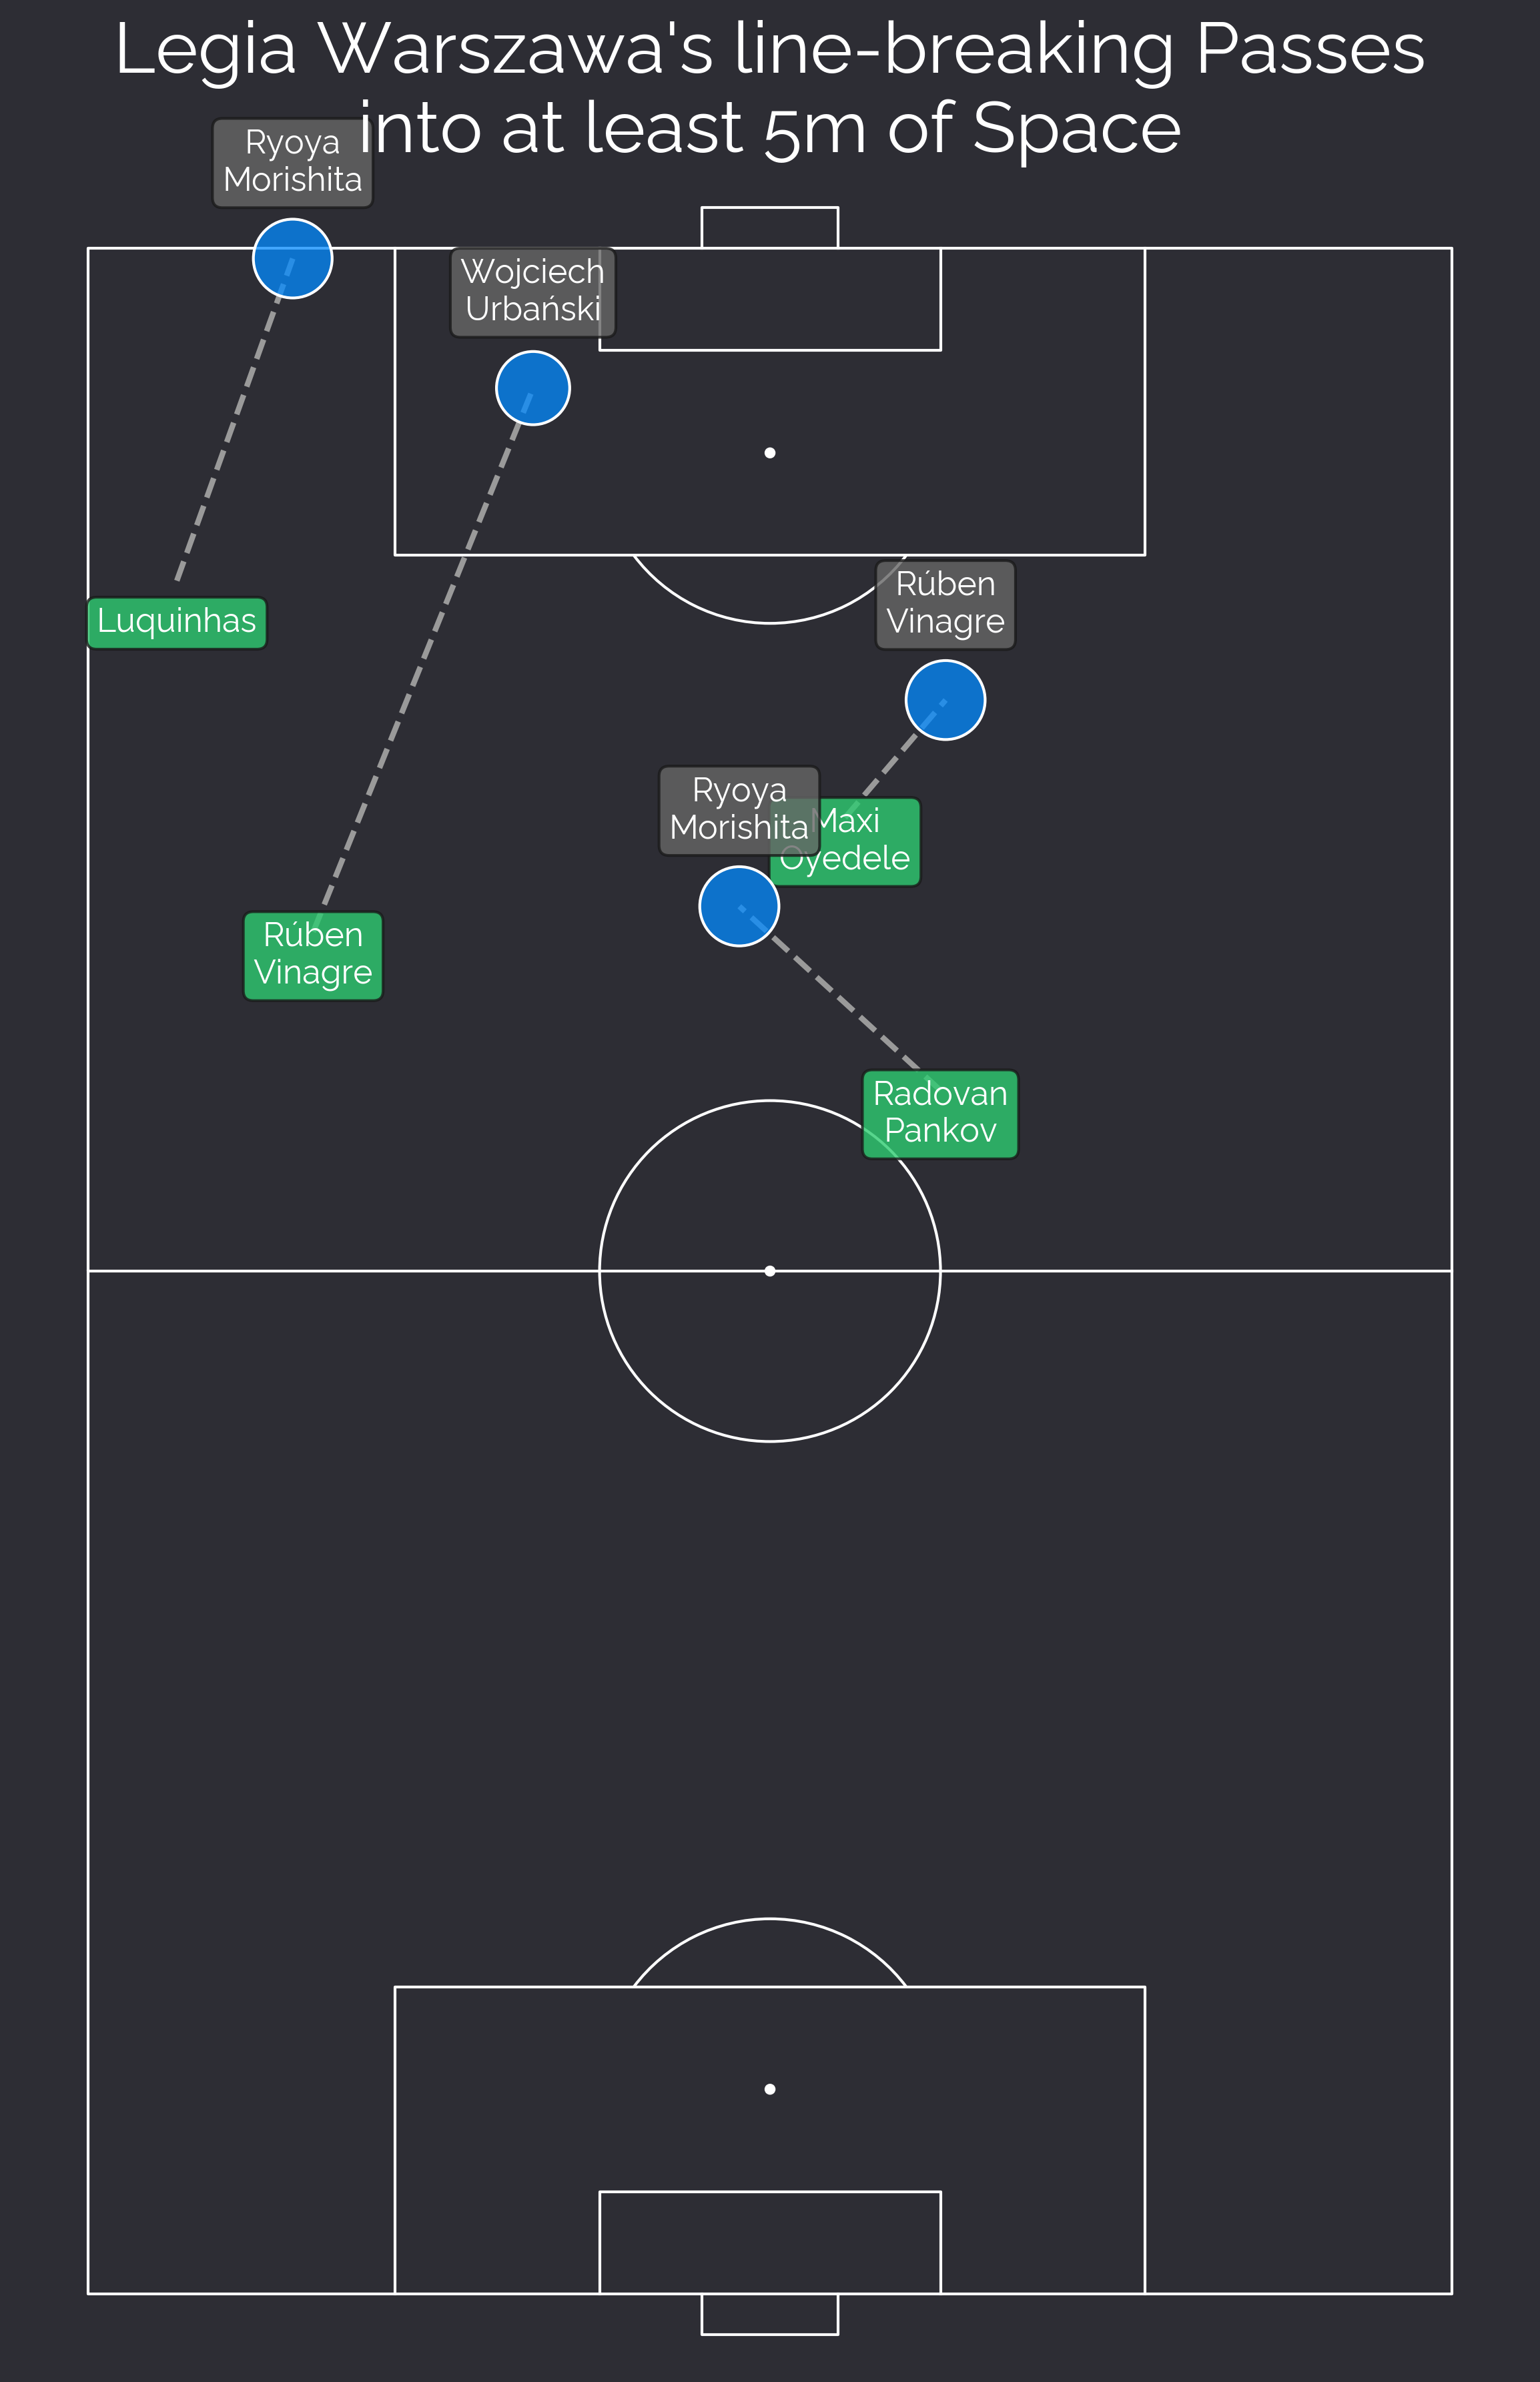 Legia Warszawa's line-breaking Passes
into at least 5m of Space
Ryoya
Morishita
Wojciech
Urbański
Rúben
Vinagre
Luquinhas
Ryoya
Morishita
Maxi
Oyedele
Rúben
Vinagre
Radovan
Pankov